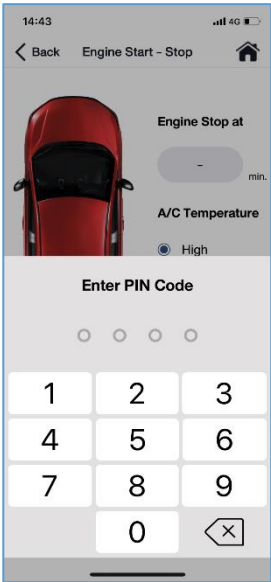 14:43 4G
Back Engine Start - Stop
Engine Stop at
-
min.
A/C Temperature
High
Enter PIN Code
1 2 3
4 5 6
7 8 9
0